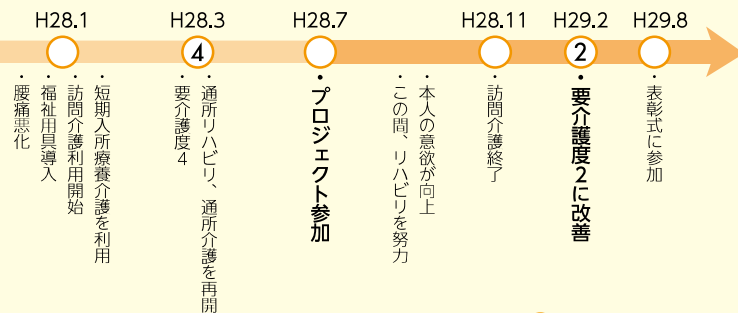 H28.1
H28.3
H28.7
H28.11
H29.2
H29.8
4
2
・短期入所療養介護を利用
・訪問介護利用開始
・福祉用具導入
・腰痛悪化
・通所リハビリ、通所介護を再開
・要介護度4
・プロジェクト参加
・本人の意欲が向上
・この間、リハビリを努力
・訪問介護終了
・要介護度2に改善
・表彰式に参加